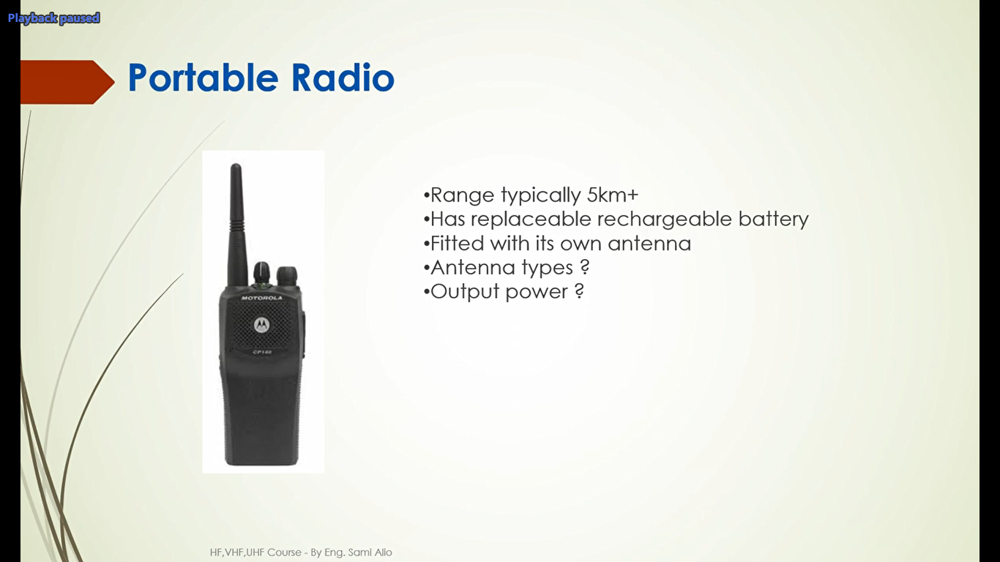 Playback paused
Portable Radio
•Range typically 5km+
•Has replaceable rechargeable battery
•Fitted with its own antenna
•Antenna types ?
•Output power ?
MOTOROLA
CP140
HF,VHF,UHF Course - By Eng. Sami Alio